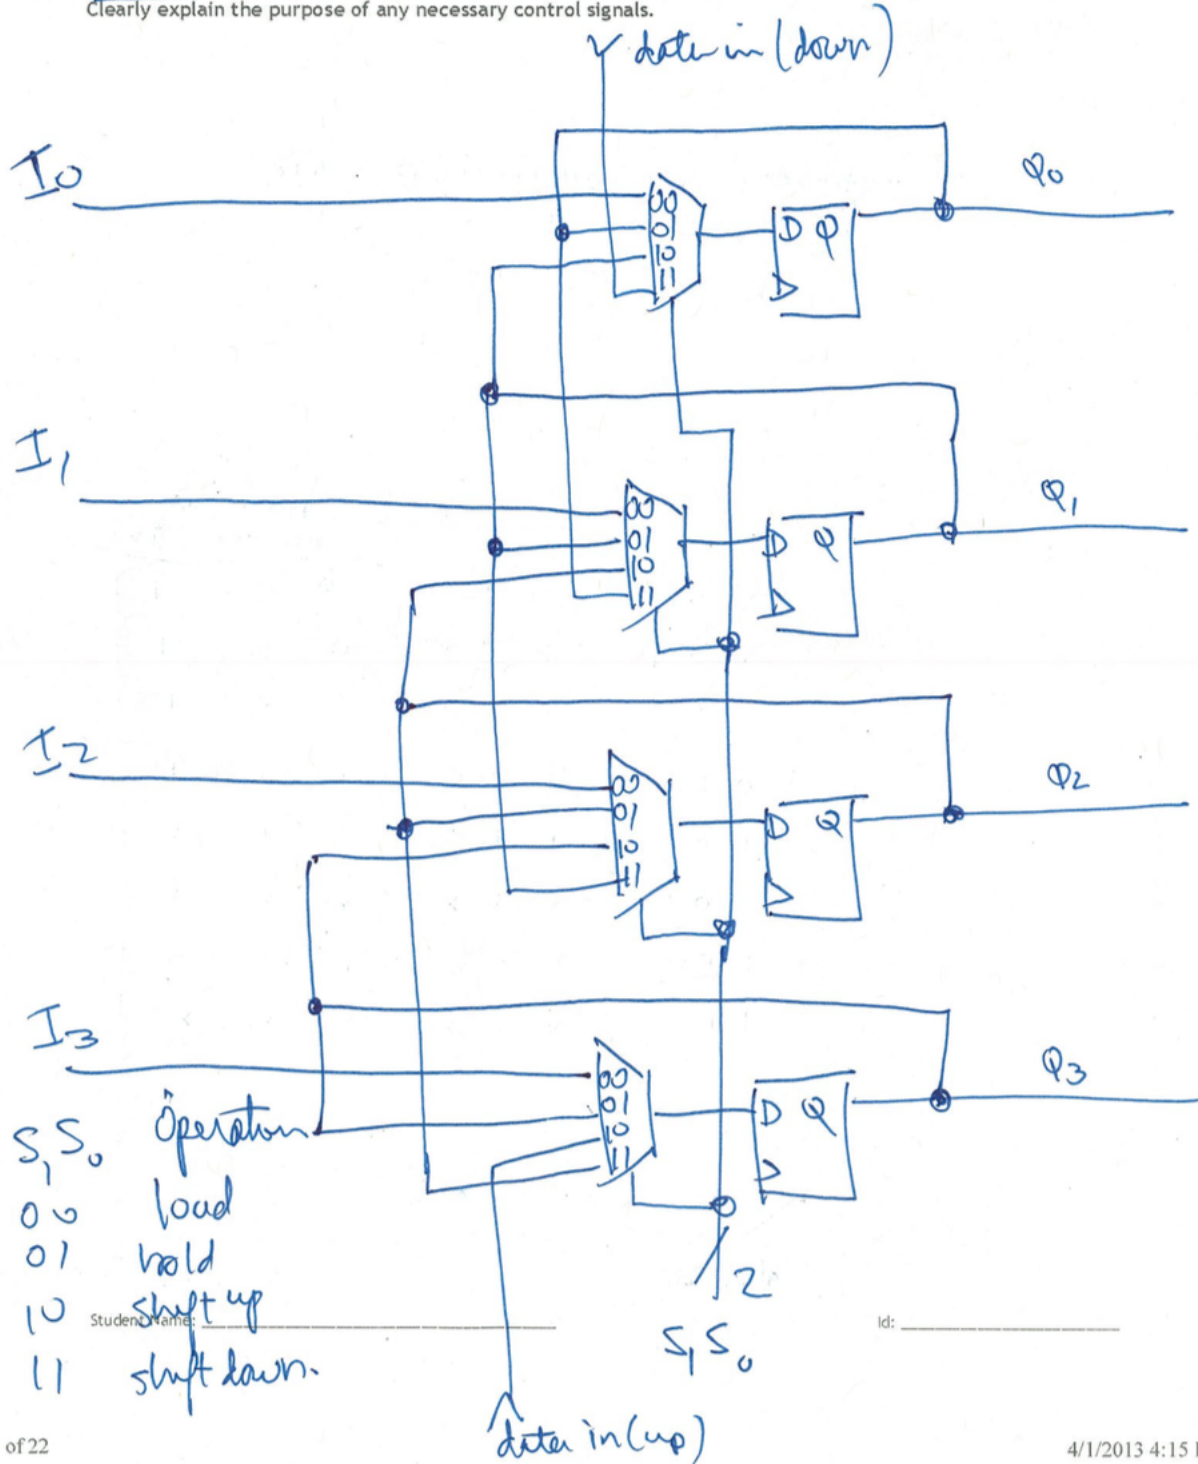 Clearly explain the purpose of any necessary control signals.
data in (down)
I0
Q0
00
01
10
11
D Q
I1
Q1
00
01
10
11
D Q
I2
Q2
00
01
10
11
D Q
I3
Q3
00
01
10
11
D Q
S1 S0 Operation
00 load
01 hold
10 shift up
11 shift down.
2
S1 S0
Student Name:
Id:
data in (up)
of 22
4/1/2013 4:15